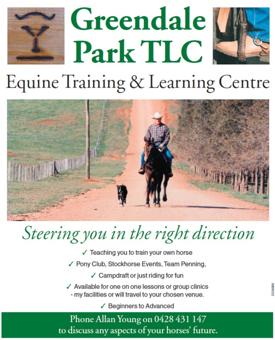 Greendale
Park TLC
Equine Training & Learning Centre
Steering you in the right direction
✓ Teaching you to train your own horse
✓ Pony Club, Stockhorse Events, Team Penning,
✓ Campdraft or just riding for fun
✓ Available for one on one lessons or group clinics
- my facilities or will travel to your chosen venue.
✓ Beginners to Advanced
Phone Allan Young on 0428 431 147
to discuss any aspects of your horses' future.